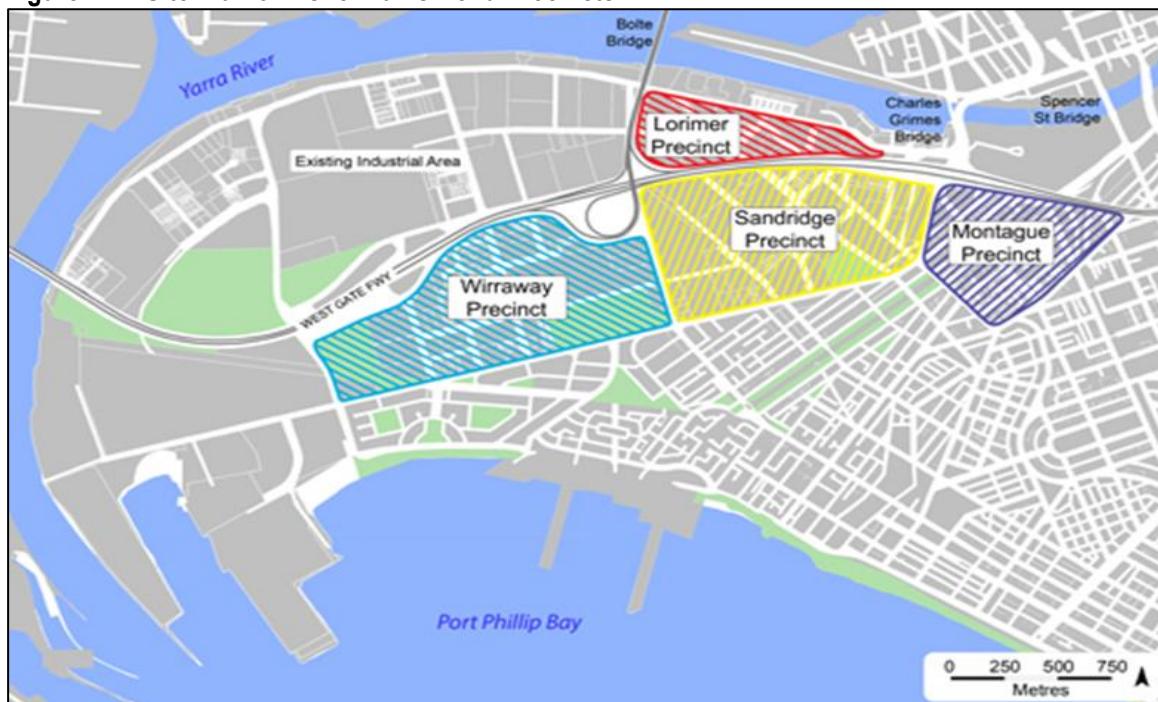 Bolte
Bridge
Yarra River
Charles
Grimes
Bridge
Spencer
St Bridge
Lorimer
Precinct
Existing Industrial Area
Sandridge
Precinct
Montague
Precinct
WEST GATE FWY
Wirraway
Precinct
Port Phillip Bay
0 250 500 750
Metres